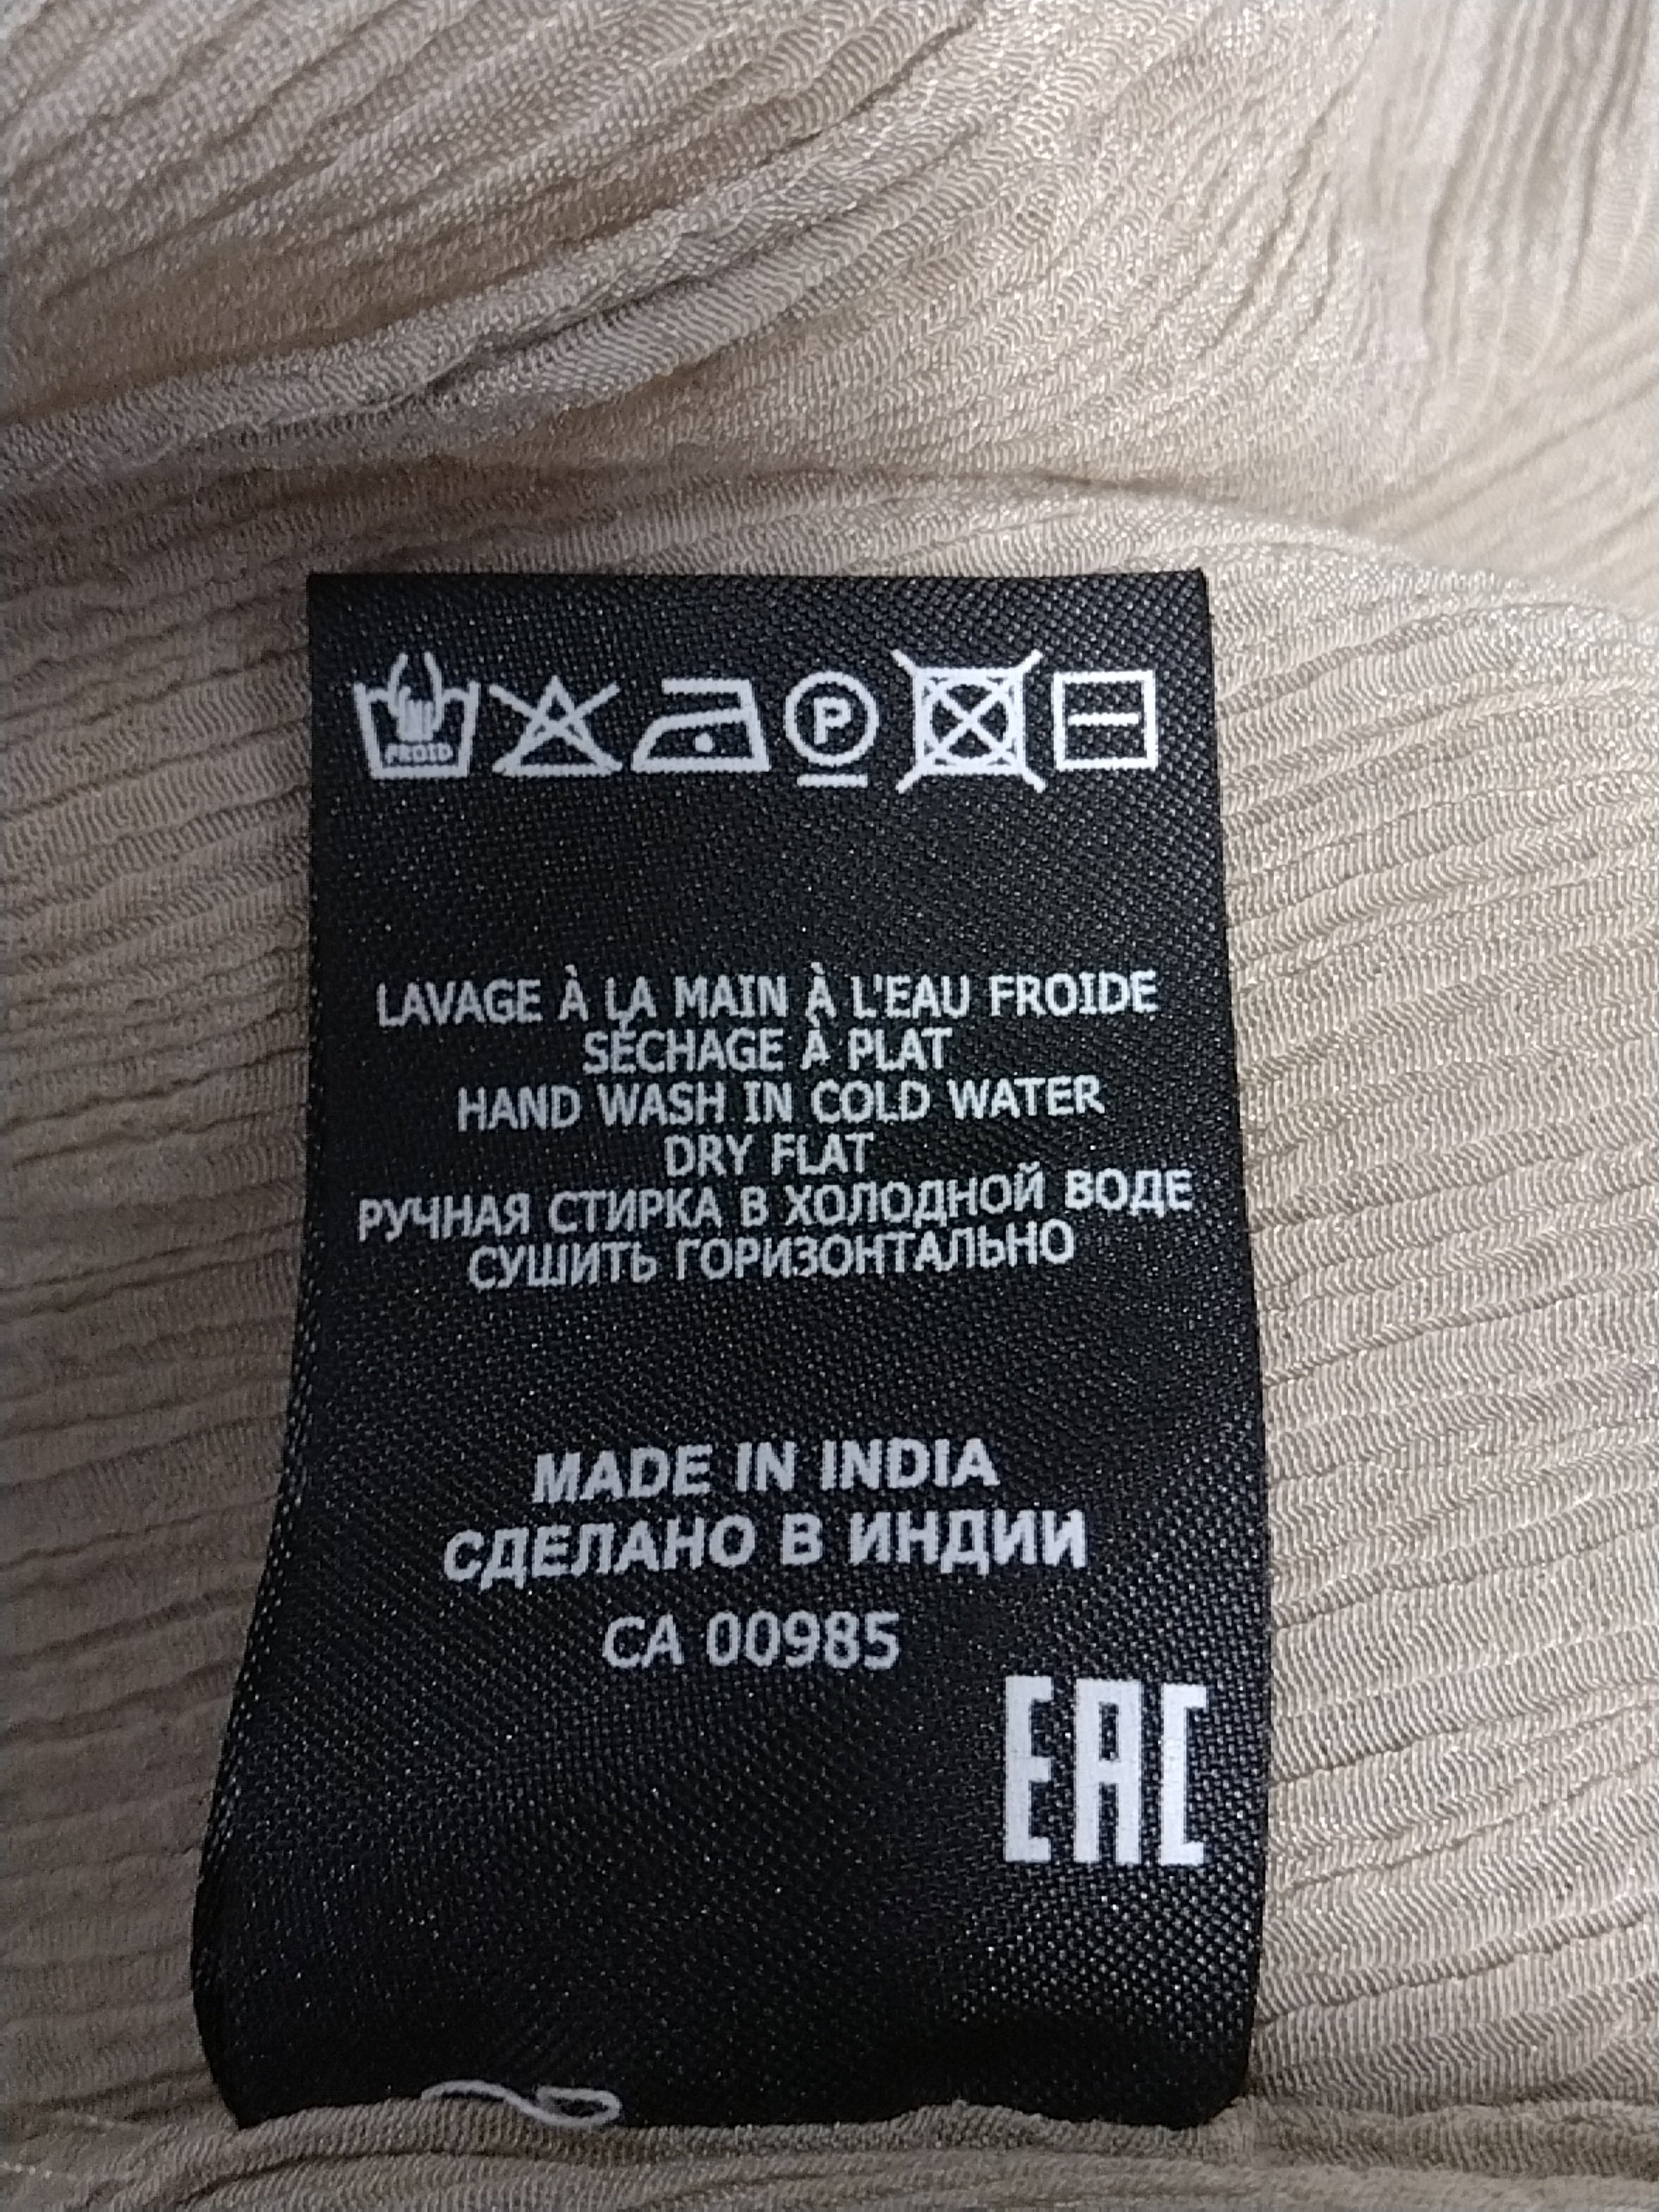 FROID
P
LAVAGE À LA MAIN À L'EAU FROIDE
SÉCHAGE À PLAT
HAND WASH IN COLD WATER
DRY FLAT
РУЧНАЯ СТИРКА В ХОЛОДНОЙ ВОДЕ
СУШИТЬ ГОРИЗОНТАЛЬНО
MADE IN INDIA
СДЕЛАНО В ИНДИИ
CA 00985
EAC